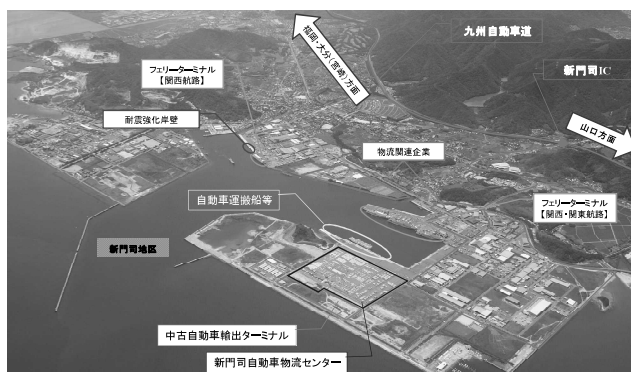 福岡・大分(宮崎)方面
九州自動車道
フェリーターミナル
【関西航路】
新門司IC
山口方面
耐震強化岸壁
物流関連企業
自動車運搬船等
フェリーターミナル
【関西・関東航路】
新門司地区
中古自動車輸出ターミナル
新門司自動車物流センター